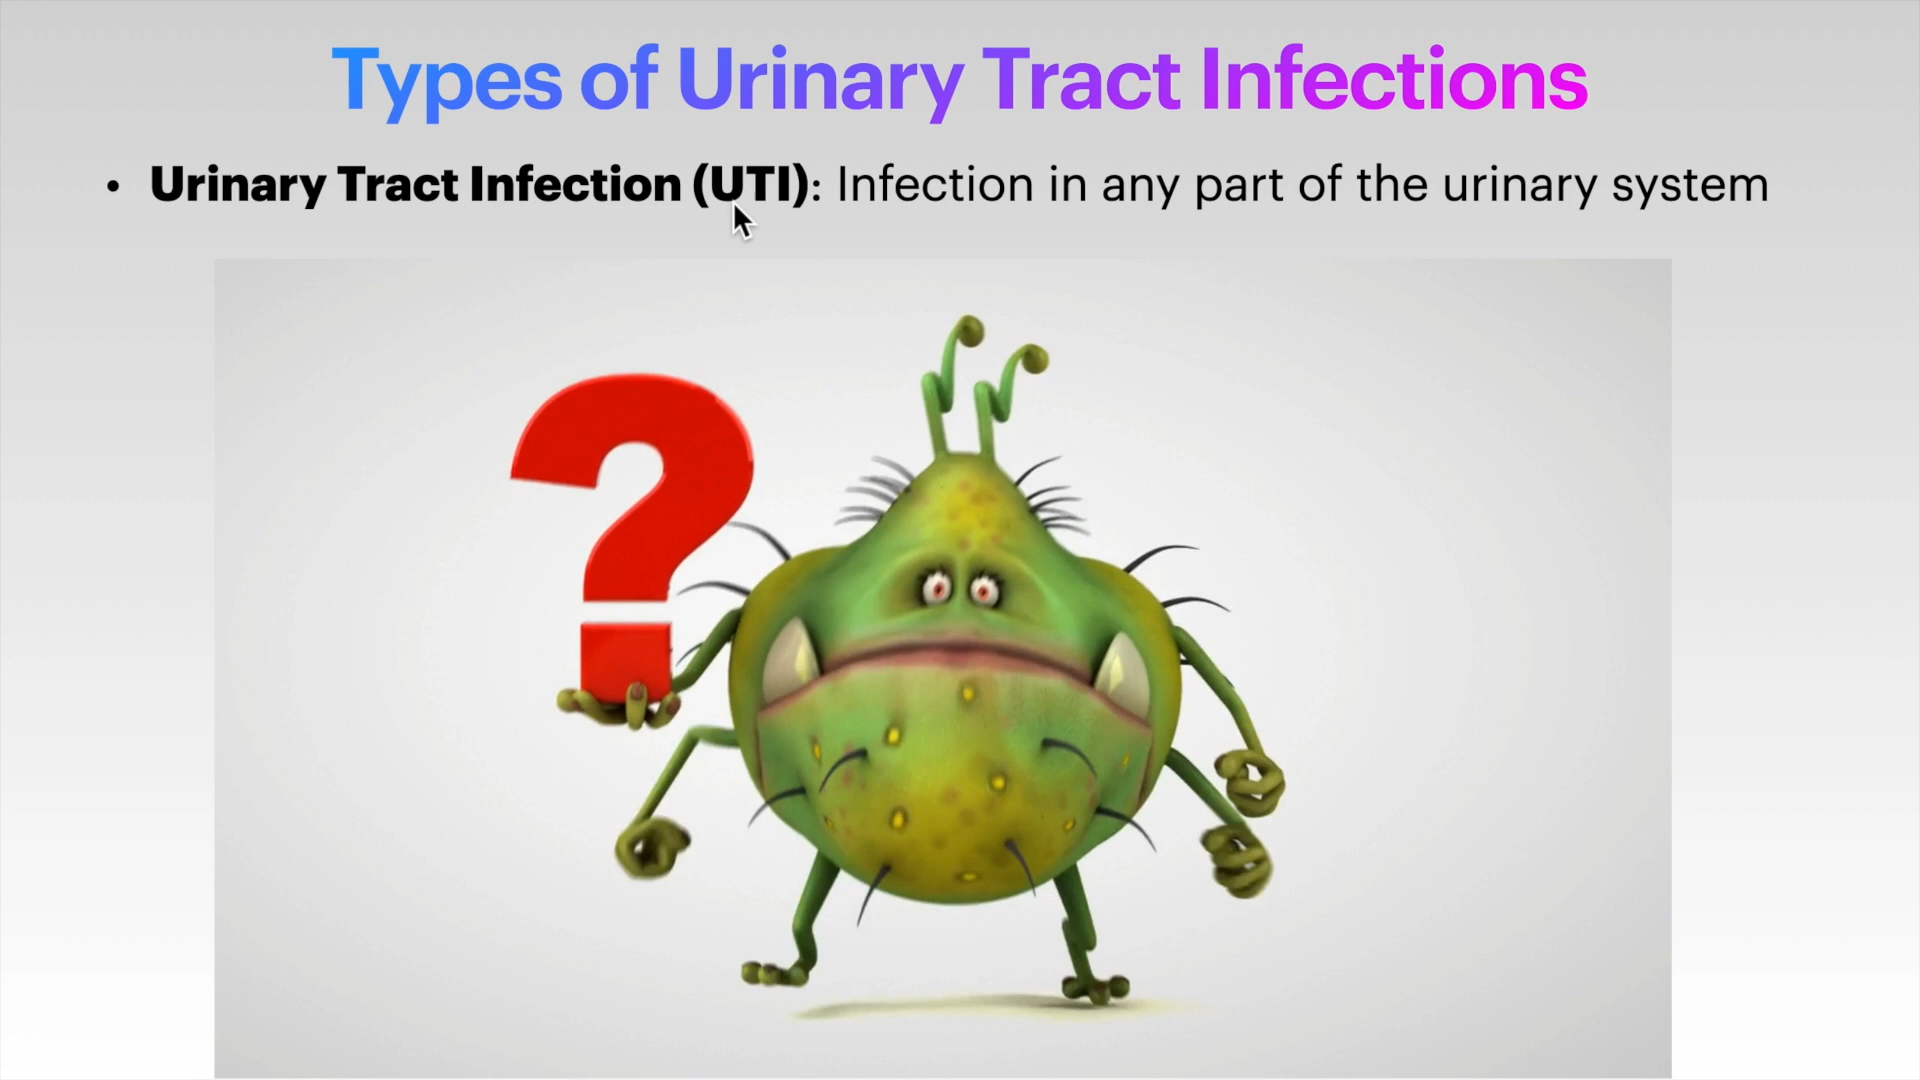 Types of Urinary Tract Infections
• Urinary Tract Infection (UTI): Infection in any part of the urinary system
?